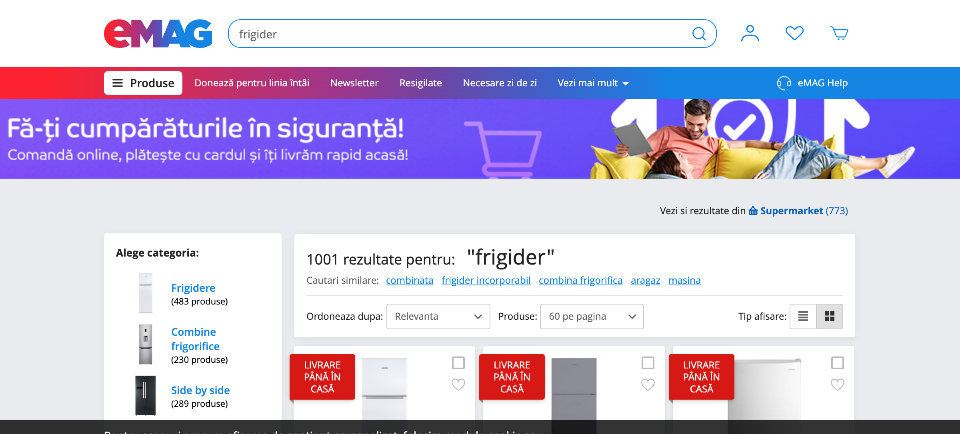 eMAG
frigider
Produse
Donează pentru linia întâi
Newsletter
Resigilate
Necesare zi de zi
Vezi mai mult
eMAG Help
Fă-ți cumpărăturile în siguranță!
Comandă online, plătește cu cardul și îți livrăm rapid acasă!
Vezi si rezultate din Supermarket (773)
Alege categoria:
Frigidere
(483 produse)
Combine
frigorifice
(230 produse)
Side by side
(289 produse)
1001 rezultate pentru: "frigider"
Cautari similare: combinata frigider incorporabil combina frigorifica aragaz masina
Ordoneaza dupa: Relevanta Produse: 60 pe pagina Tip afisare:
LIVRARE
PÂNĂ ÎN
CASĂ
LIVRARE
PÂNĂ ÎN
CASĂ
LIVRARE
PÂNĂ ÎN
CASĂ